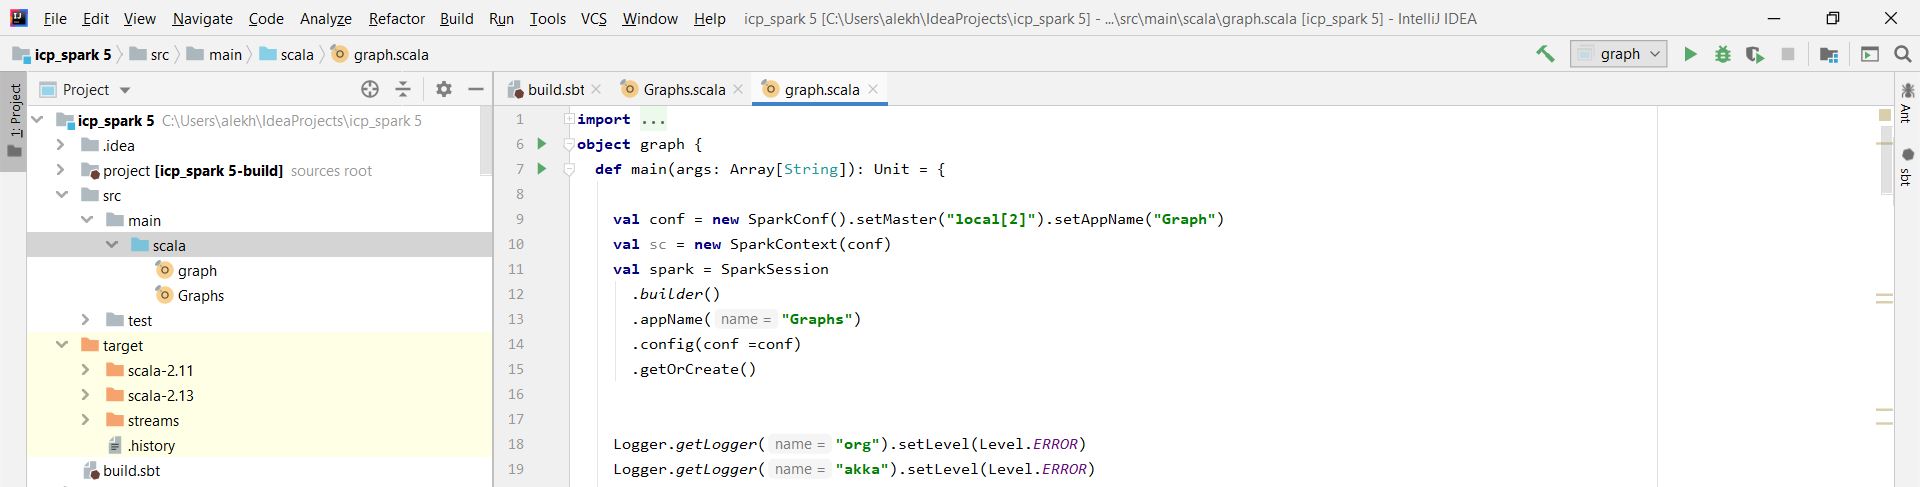 File Edit View Navigate Code Analyze Refactor Build Run Tools VCS Window Help icp_spark 5 [C:\Users\alekh\IdeaProjects\icp_spark 5] - ...\src\main\scala\graph.scala [icp_spark 5] - IntelliJ IDEA
icp_spark 5 src main scala graph.scala graph
1: Project
Project
icp_spark 5 C:\Users\alekh\IdeaProjects\icp_spark 5
.idea
project [icp_spark 5-build] sources root
src
main
scala
graph
Graphs
test
target
scala-2.11
scala-2.13
streams
.history
build.sbt
build.sbt Graphs.scala graph.scala
1 import ...
6 object graph {
7 def main(args: Array[String]): Unit = {
8
9 val conf = new SparkConf().setMaster("local[2]").setAppName("Graph")
10 val sc = new SparkContext(conf)
11 val spark = SparkSession
12 .builder()
13 .appName( name = "Graphs")
14 .config(conf =conf)
15 .getOrCreate()
16
17
18 Logger.getLogger( name = "org").setLevel(Level.ERROR)
19 Logger.getLogger( name = "akka").setLevel(Level.ERROR)
Ant
sbt